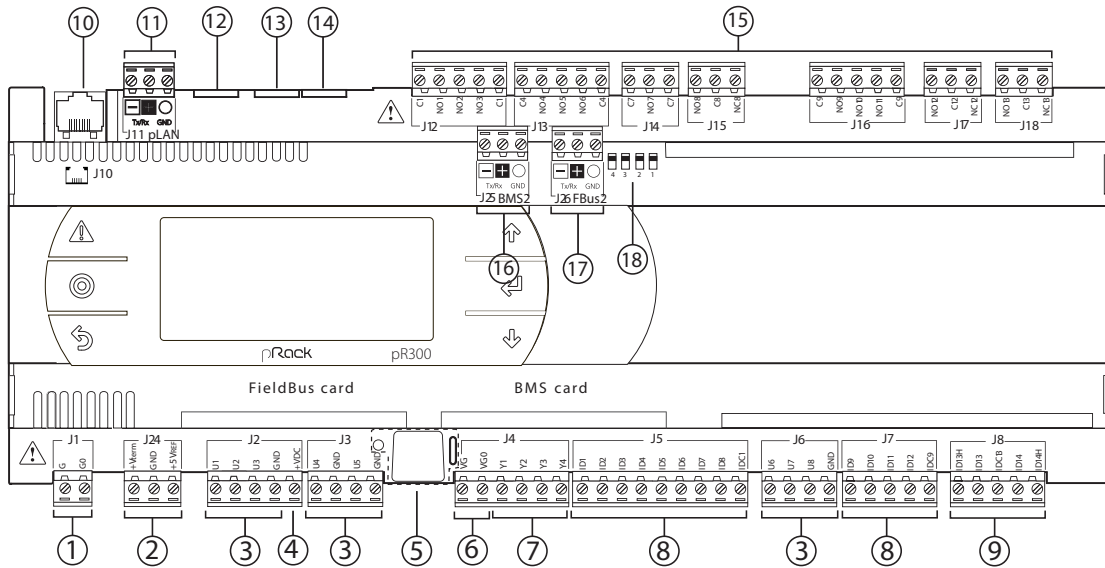 10 11 12 13 14 15
C1 NO1 NO2 NO3 C1 C4 NO4 NO5 NO6 C4 C7 NO7 C7 NO8 C8 NC8 C9 NO9 NO10 NO11 C9 NO12 C12 NC12 NO13 C13 NC13
J12 J13 J14 J15 J16 J17 J18
Tx/Rx GND
J11 pLAN
J10
Tx/Rx GND Tx/Rx GND
J25 BMS2 J26 FBus2
4 3 2 1
16 17 18
pRack pR300
FieldBus card BMS card
J1 J24 J2 J3 J4 J5 J6 J7 J8
G G0 +Vterm GND +5VREF U1 U2 U3 GND +VDC U4 GND U5 GND VG VG0 Y1 Y2 Y3 Y4 ID1 ID2 ID3 ID4 ID5 ID6 ID7 ID8 IDC1 U6 U7 U8 GND ID9 ID10 ID11 ID12 IDC9 ID13H ID13 IDC13 ID14 ID14H
1 2 3 4 3 5 6 7 8 3 8 9